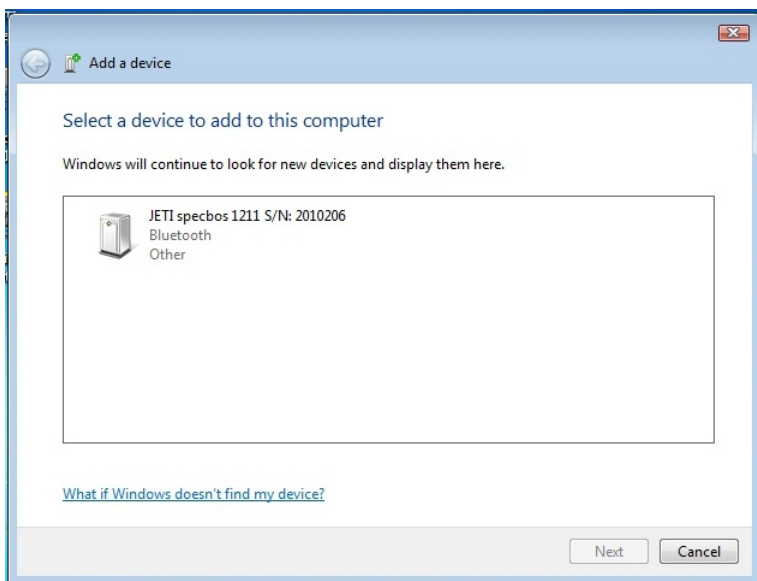 Add a device
Select a device to add to this computer
Windows will continue to look for new devices and display them here.
JETI specbos 1211 S/N: 2010206
Bluetooth
Other
What if Windows doesn't find my device?
Next
Cancel